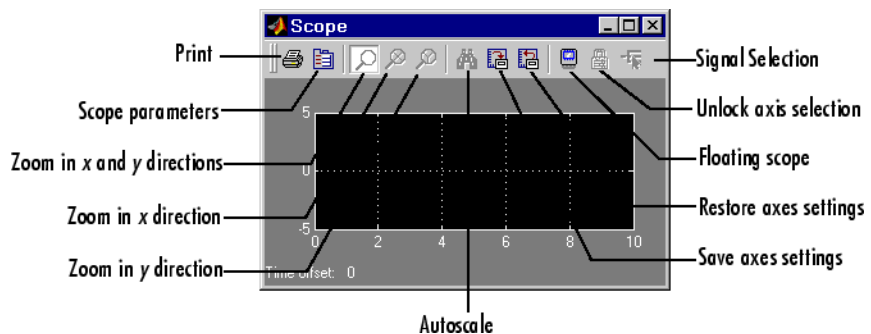 Scope
Print
Signal Selection
Scope parameters
Unlock axis selection
5
Zoom in x and y directions
Floating scope
0
Zoom in x direction
Restore axes settings
-5
0 2 4 6 8 10
Zoom in y direction
Save axes settings
Time offset: 0
Autoscale